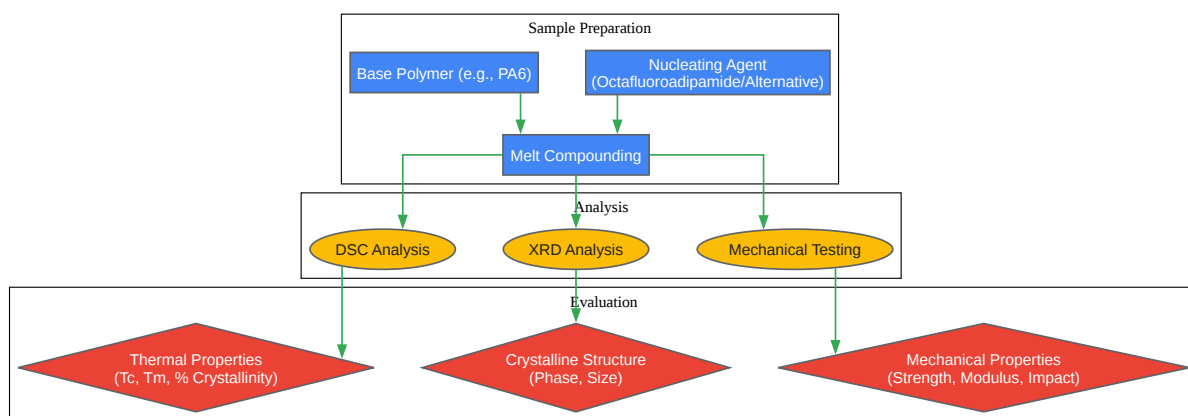 Sample Preparation
Base Polymer (e.g., PA6)
Nucleating Agent
(Octafluoroadipamide/Alternative)
Melt Compounding
Analysis
DSC Analysis
XRD Analysis
Mechanical Testing
Evaluation
Thermal Properties
(Tc, Tm, % Crystallinity)
Crystalline Structure
(Phase, Size)
Mechanical Properties
(Strength, Modulus, Impact)